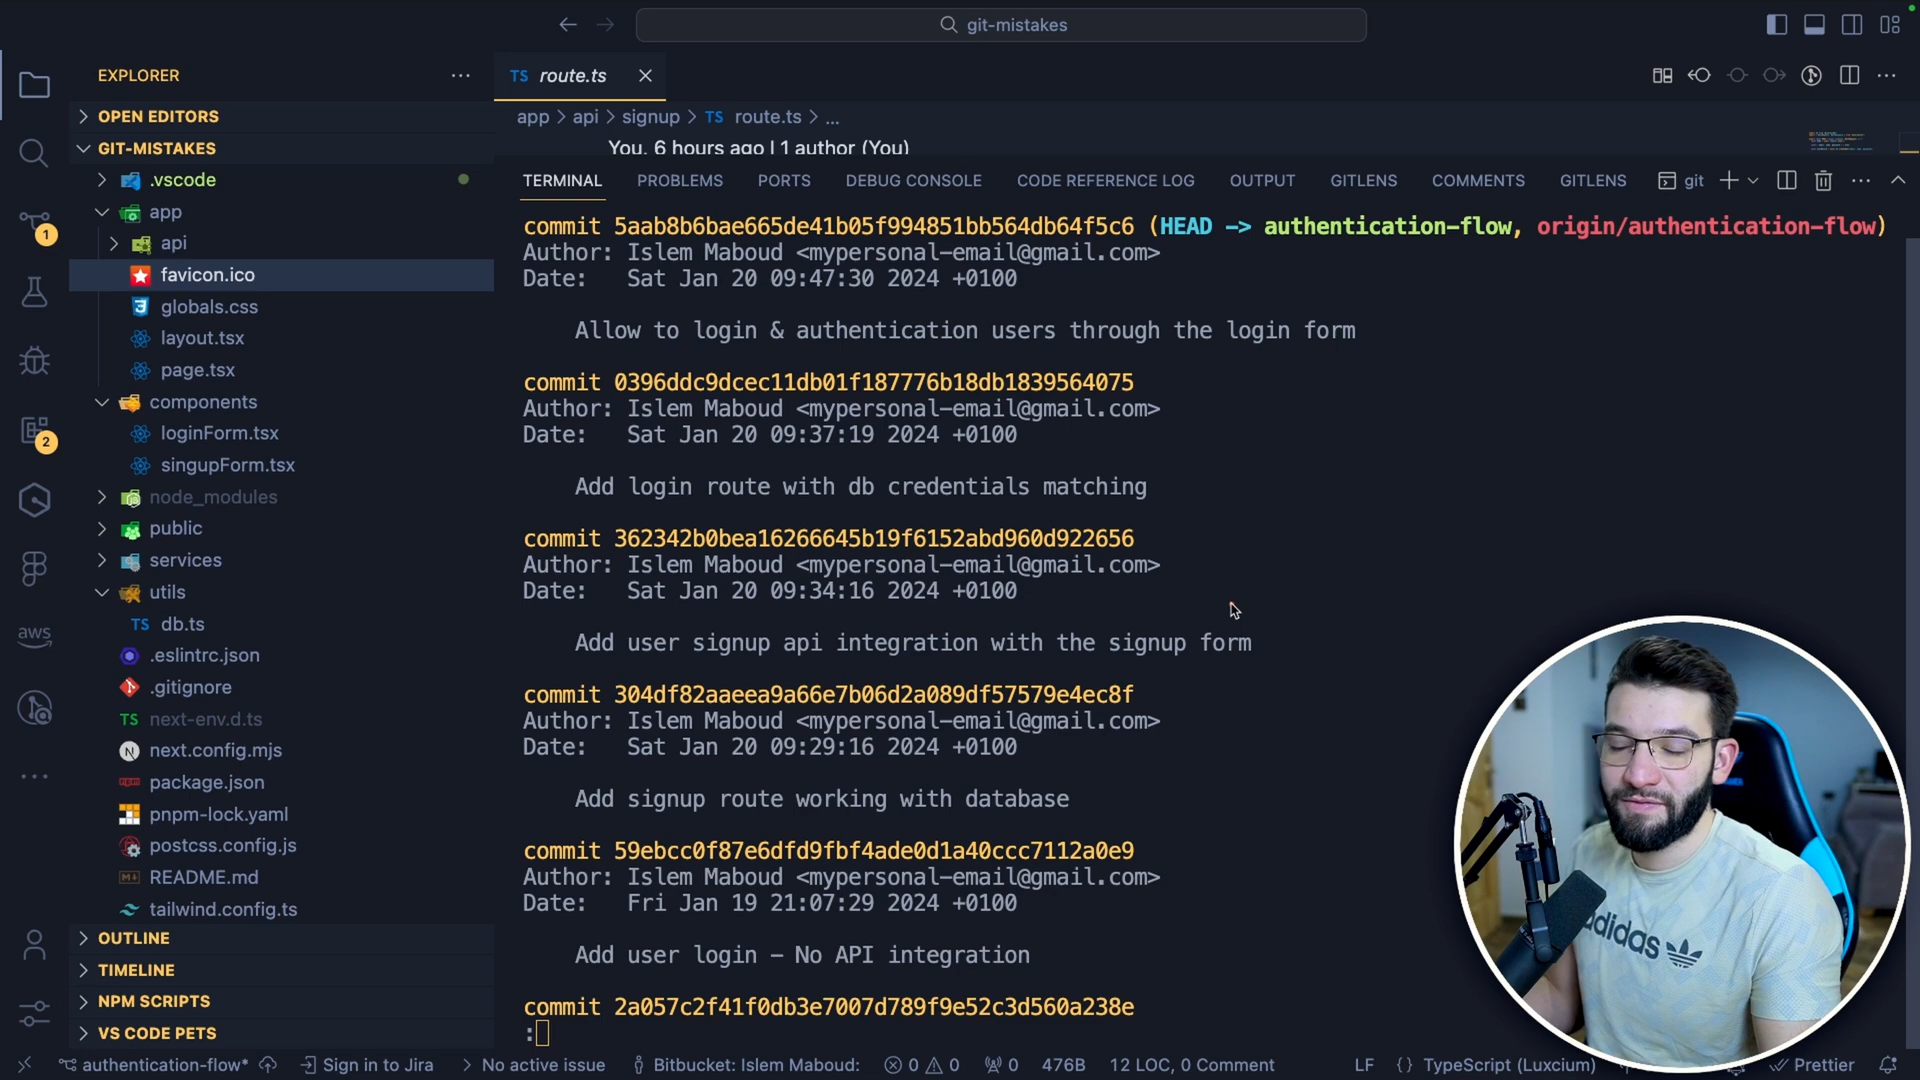 git-mistakes
EXPLORER
OPEN EDITORS
GIT-MISTAKES
.vscode
app
api
favicon.ico
globals.css
layout.tsx
page.tsx
components
loginForm.tsx
singupForm.tsx
node_modules
public
services
utils
TS db.ts
.eslintrc.json
.gitignore
TS next-env.d.ts
N next.config.mjs
package.json
pnpm-lock.yaml
postcss.config.js
README.md
tailwind.config.ts
OUTLINE
TIMELINE
NPM SCRIPTS
VS CODE PETS
1
2
aws
TS route.ts
app > api > signup > TS route.ts > ...
You, 6 hours ago | 1 author (You)
TERMINAL PROBLEMS PORTS DEBUG CONSOLE CODE REFERENCE LOG OUTPUT GITLENS COMMENTS GITLENS git
commit 5aab8b6bae665de41b05f994851bb564db64f5c6 (HEAD -> authentication-flow, origin/authentication-flow)
Author: Islem Maboud <mypersonal-email@gmail.com>
Date: Sat Jan 20 09:47:30 2024 +0100
Allow to login & authentication users through the login form
commit 0396ddc9dcec11db01f187776b18db1839564075
Author: Islem Maboud <mypersonal-email@gmail.com>
Date: Sat Jan 20 09:37:19 2024 +0100
Add login route with db credentials matching
commit 362342b0bea16266645b19f6152abd960d922656
Author: Islem Maboud <mypersonal-email@gmail.com>
Date: Sat Jan 20 09:34:16 2024 +0100
Add user signup api integration with the signup form
commit 304df82aaeea9a66e7b06d2a089df57579e4ec8f
Author: Islem Maboud <mypersonal-email@gmail.com>
Date: Sat Jan 20 09:29:16 2024 +0100
Add signup route working with database
commit 59ebcc0f87e6dfd9fbf4ade0d1a40ccc7112a0e9
Author: Islem Maboud <mypersonal-email@gmail.com>
Date: Fri Jan 19 21:07:29 2024 +0100
Add user login – No API integration
commit 2a057c2f41f0db3e7007d789f9e52c3d560a238e
:
adidas
authentication-flow* Sign in to Jira > No active issue Bitbucket: Islem Maboud: 0 0 0 476B 12 LOC, 0 Comment LF {} TypeScript (Luxcium) Prettier